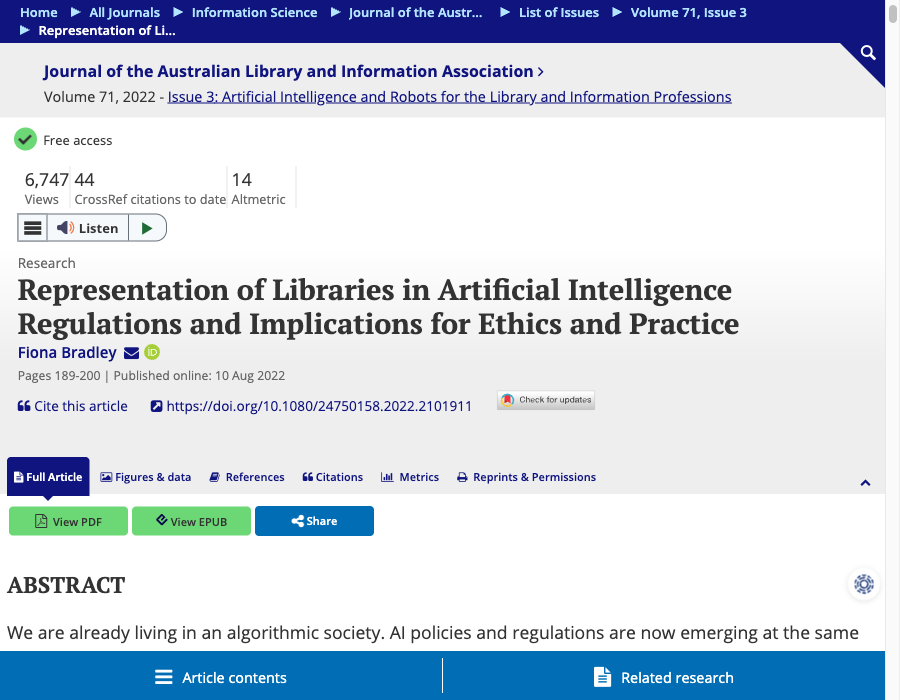 Home ▶ All Journals ▶ Information Science ▶ Journal of the Austr... ▶ List of Issues ▶ Volume 71, Issue 3
▶ Representation of Li...
Journal of the Australian Library and Information Association ›
Volume 71, 2022 - Issue 3: Artificial Intelligence and Robots for the Library and Information Professions
Free access
6,747 44 14
Views CrossRef citations to date Altmetric
Listen
Research
Representation of Libraries in Artificial Intelligence
Regulations and Implications for Ethics and Practice
Fiona Bradley iD
Pages 189-200 | Published online: 10 Aug 2022
Cite this article https://doi.org/10.1080/24750158.2022.2101911 Check for updates
Full Article Figures & data References Citations Metrics Reprints & Permissions
View PDF View EPUB Share
ABSTRACT
We are already living in an algorithmic society. AI policies and regulations are now emerging at the same
Article contents Related research